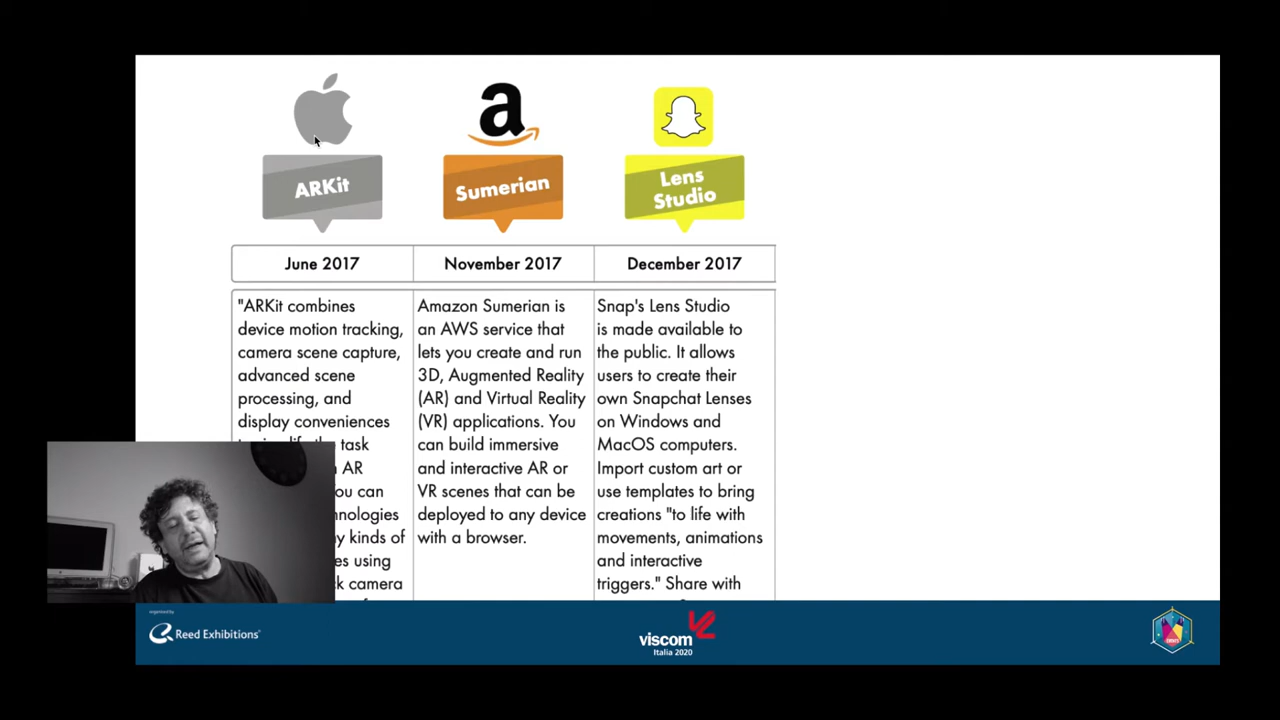 a
ARKit
Sumerian
Lens
Studio
June 2017
November 2017
December 2017
"ARKit combines
device motion tracking,
camera scene capture,
advanced scene
processing, and
display conveniences
task
AR
ou can
nologies
y kinds of
es using
ck camera
Amazon Sumerian is
an AWS service that
lets you create and run
3D, Augmented Reality
(AR) and Virtual Reality
(VR) applications. You
can build immersive
and interactive AR or
VR scenes that can be
deployed to any device
with a browser.
Snap's Lens Studio
is made available to
the public. It allows
users to create their
own Snapchat Lenses
on Windows and
MacOS computers.
Import custom art or
use templates to bring
creations "to life with
movements, animations
and interactive
triggers." Share with
organised by
Reed Exhibitions
viscom
Italia 2020